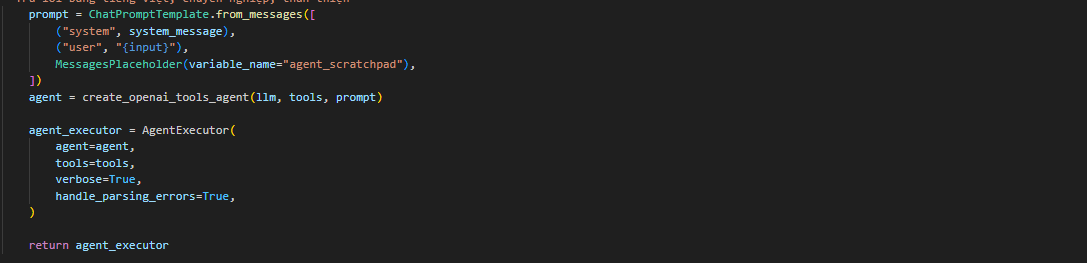 prompt = ChatPromptTemplate.from_messages([
("system", system_message),
("user", "{input}"),
MessagesPlaceholder(variable_name="agent_scratchpad"),
])
agent = create_openai_tools_agent(llm, tools, prompt)
agent_executor = AgentExecutor(
agent=agent,
tools=tools,
verbose=True,
handle_parsing_errors=True,
)
return agent_executor